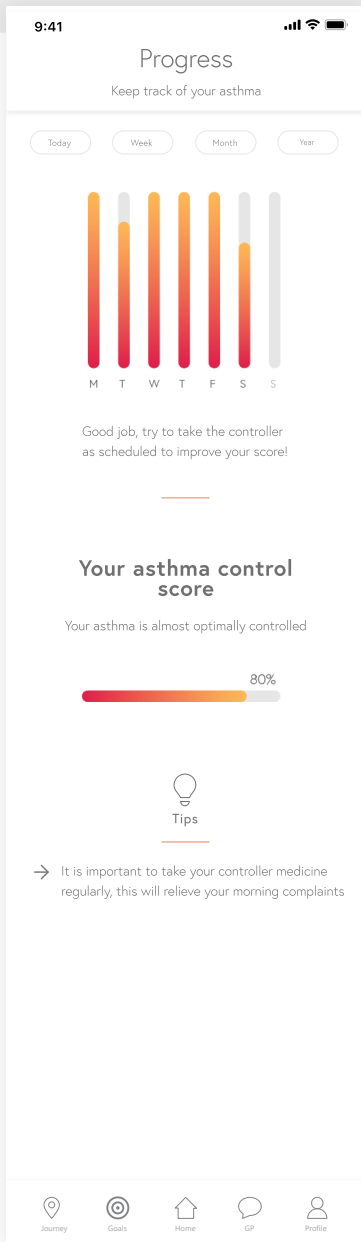 9:41
Progress
Keep track of your asthma
Today Week Month Year
M T W T F S S
Good job, try to take the controller
as scheduled to improve your score!
Your asthma control
score
Your asthma is almost optimally controlled
80%
Tips
It is important to take your controller medicine
regularly, this will relieve your morning complaints
Journey Goals Home GP Profile